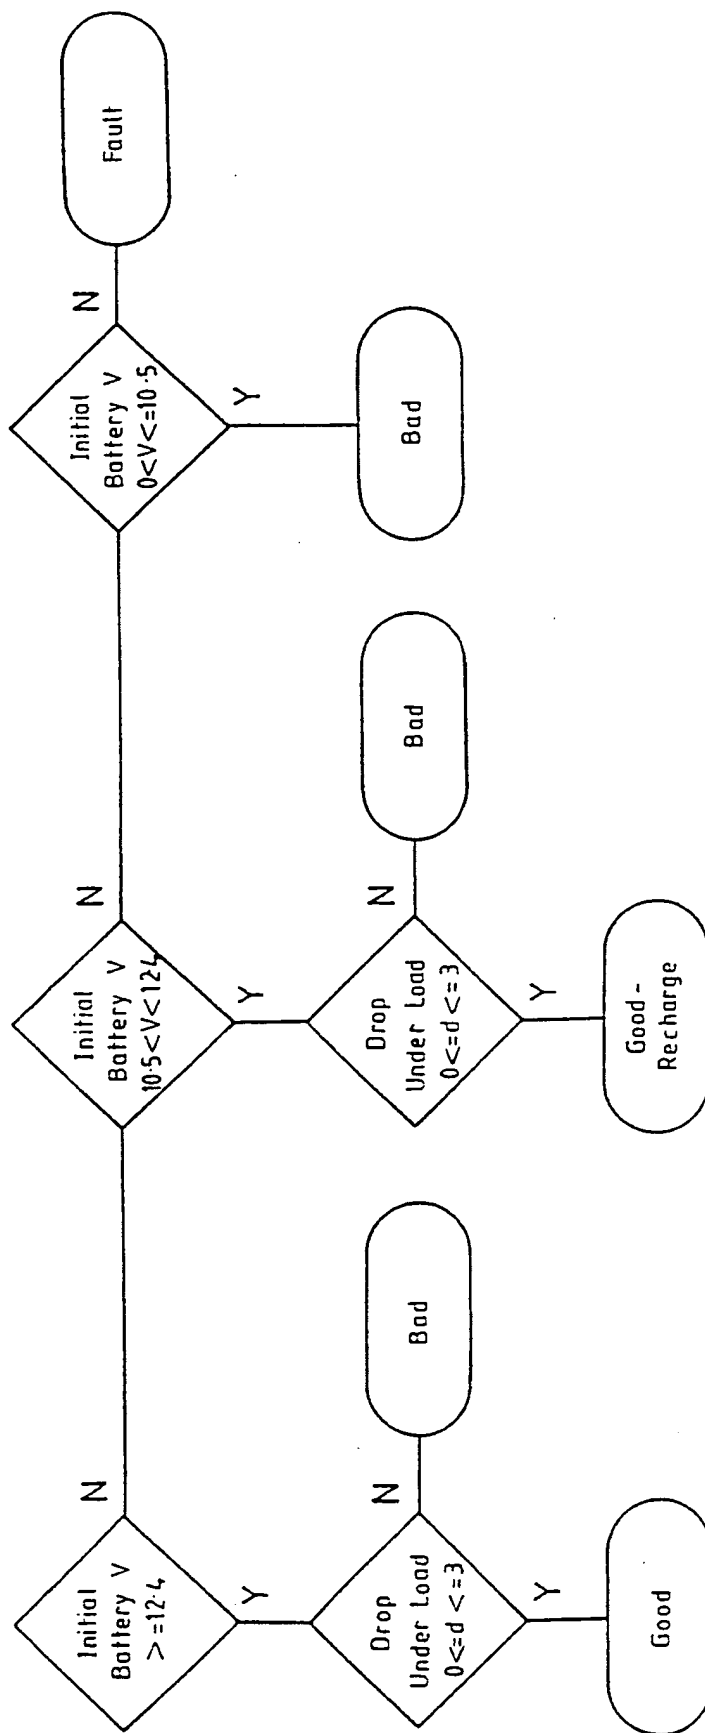 Initial
Battery V
>=12·4
N
Y
Drop
Under Load
0<=d<=3
N
Bad
Y
Good
Initial
Battery V
10·5<V<12·4
N
Y
Drop
Under Load
0<=d<=3
N
Bad
Y
Good-
Recharge
Initial
Battery V
0<V<=10·5
N
Fault
Y
Bad